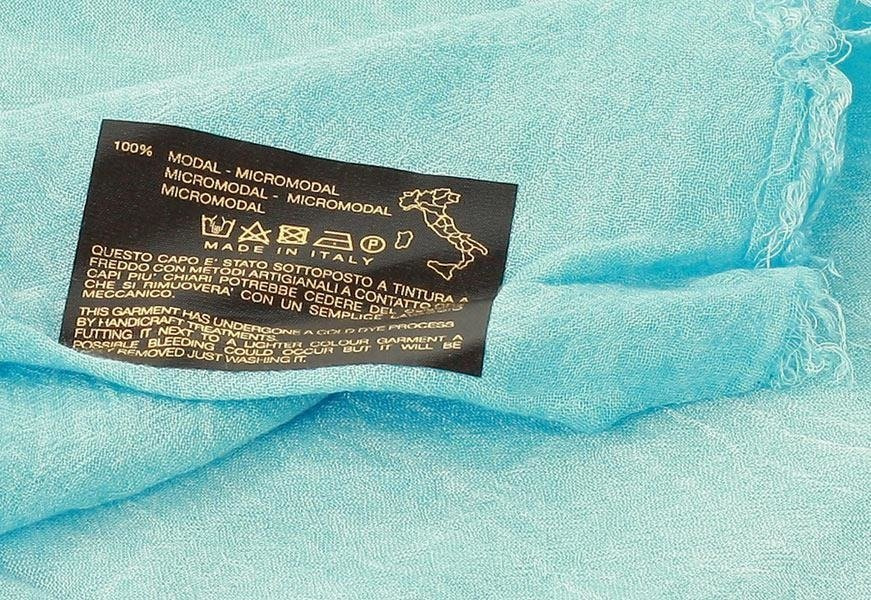 100% MODAL - MICROMODAL
MICROMODAL - MICROMODAL
MICROMODAL
MADE IN ITALY
QUESTO CAPO E' STATO SOTTOPOSTO A TINTURA A
FREDDO CON METODI ARTIGIANALI A CONTATTO
CAPI PIU' CHIARI POTREBBE CEDERE DEL
CHE SI RIMUOVERA' CON UN SEMPLICE
MECCANICO.
THIS GARMENT HAS UNDERGONE A COLD DYE PROCESS
BY HANDICRAFT TREATMENTS.
FUTTING IT NEXT TO A LIGHTER COLOUR GARMENT A
POSSIBLE BLEEDING COULD OCCUR BUT IT WILL BE
REMOVED JUST WASHING IT.